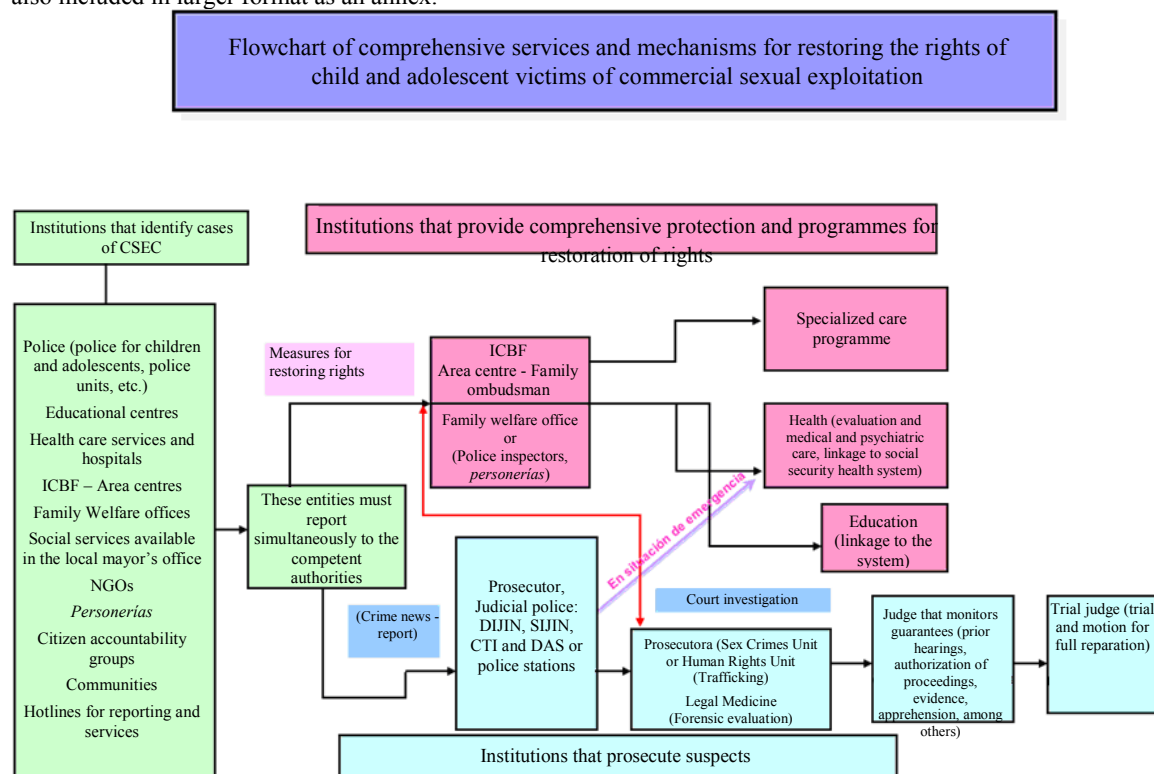 also included in larger format as an annex.
Flowchart of comprehensive services and mechanisms for restoring the rights of
child and adolescent victims of commercial sexual exploitation
Institutions that identify cases
of CSEC
Institutions that provide comprehensive protection and programmes for
restoration of rights
Police (police for children
and adolescents, police
units, etc.)
Educational centres
Health care services and
hospitals
ICBF – Area centres
Family Welfare offices
Social services available
in the local mayor's office
NGOs
Personerías
Citizen accountability
groups
Communities
Hotlines for reporting and
services
These entities must
report
simultaneously to the
competent
authorities
Measures for
restoring rights
ICBF
Area centre - Family
ombudsman
Family welfare office
or
(Police inspectors,
personerías)
Specialized care
programme
Health (evaluation and
medical and psychiatric
care, linkage to social
security health system)
Education
(linkage to the
system)
En situación de emergencia
(Crime news -
report)
Prosecutor,
Judicial police:
DIJIN, SIJIN,
CTI and DAS or
police stations
Court investigation
Prosecutora (Sex Crimes Unit
or Human Rights Unit
(Trafficking)
Legal Medicine
(Forensic evaluation)
Judge that monitors
guarantees (prior
hearings,
authorization of
proceedings,
evidence,
apprehension, among
others)
Trial judge (trial
and motion for
full reparation)
Institutions that prosecute suspects